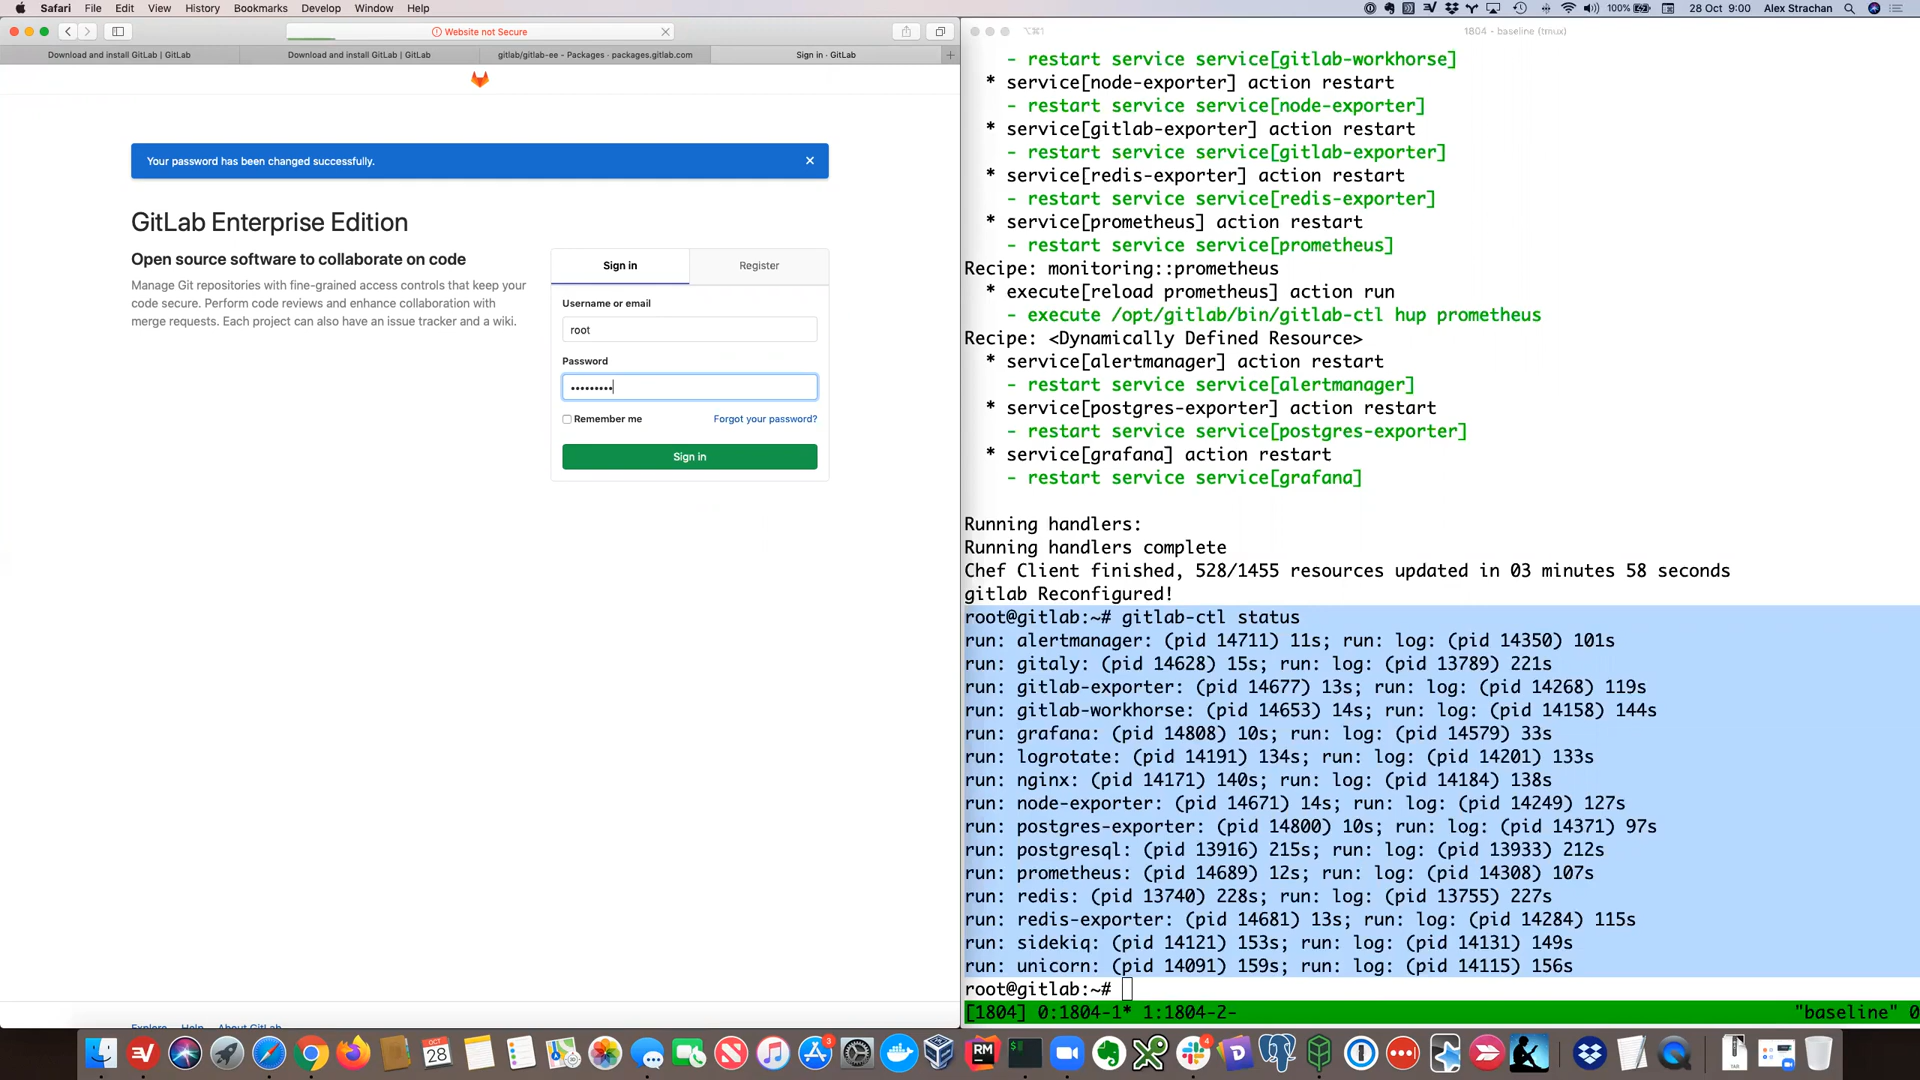 Safari File Edit View History Bookmarks Develop Window Help
100% 28 Oct 9:00 Alex Strachan
Website not Secure
Download and install GitLab | GitLab
Download and install GitLab | GitLab
gitlab/gitlab-ee - Packages · packages.gitlab.com
Sign in · GitLab
Your password has been changed successfully.
GitLab Enterprise Edition
Open source software to collaborate on code
Manage Git repositories with fine-grained access controls that keep your
code secure. Perform code reviews and enhance collaboration with
merge requests. Each project can also have an issue tracker and a wiki.
Sign in
Register
Username or email
root
Password
•••••••••
Remember me
Forgot your password?
Sign in
Explore Help About GitLab
⌥⌘1
1804 - baseline (tmux)
- restart service service[gitlab-workhorse]
* service[node-exporter] action restart
- restart service service[node-exporter]
* service[gitlab-exporter] action restart
- restart service service[gitlab-exporter]
* service[redis-exporter] action restart
- restart service service[redis-exporter]
* service[prometheus] action restart
- restart service service[prometheus]
Recipe: monitoring::prometheus
* execute[reload prometheus] action run
- execute /opt/gitlab/bin/gitlab-ctl hup prometheus
Recipe: <Dynamically Defined Resource>
* service[alertmanager] action restart
- restart service service[alertmanager]
* service[postgres-exporter] action restart
- restart service service[postgres-exporter]
* service[grafana] action restart
- restart service service[grafana]
Running handlers:
Running handlers complete
Chef Client finished, 528/1455 resources updated in 03 minutes 58 seconds
gitlab Reconfigured!
root@gitlab:~# gitlab-ctl status
run: alertmanager: (pid 14711) 11s; run: log: (pid 14350) 101s
run: gitaly: (pid 14628) 15s; run: log: (pid 13789) 221s
run: gitlab-exporter: (pid 14677) 13s; run: log: (pid 14268) 119s
run: gitlab-workhorse: (pid 14653) 14s; run: log: (pid 14158) 144s
run: grafana: (pid 14808) 10s; run: log: (pid 14579) 33s
run: logrotate: (pid 14191) 134s; run: log: (pid 14201) 133s
run: nginx: (pid 14171) 140s; run: log: (pid 14184) 138s
run: node-exporter: (pid 14671) 14s; run: log: (pid 14249) 127s
run: postgres-exporter: (pid 14800) 10s; run: log: (pid 14371) 97s
run: postgresql: (pid 13916) 215s; run: log: (pid 13933) 212s
run: prometheus: (pid 14689) 12s; run: log: (pid 14308) 107s
run: redis: (pid 13740) 228s; run: log: (pid 13755) 227s
run: redis-exporter: (pid 14681) 13s; run: log: (pid 14284) 115s
run: sidekiq: (pid 14121) 153s; run: log: (pid 14131) 149s
run: unicorn: (pid 14091) 159s; run: log: (pid 14115) 156s
root@gitlab:~#
[1804] 0:1804-1* 1:1804-2- "baseline" 0
OCT
28
3
RM
4